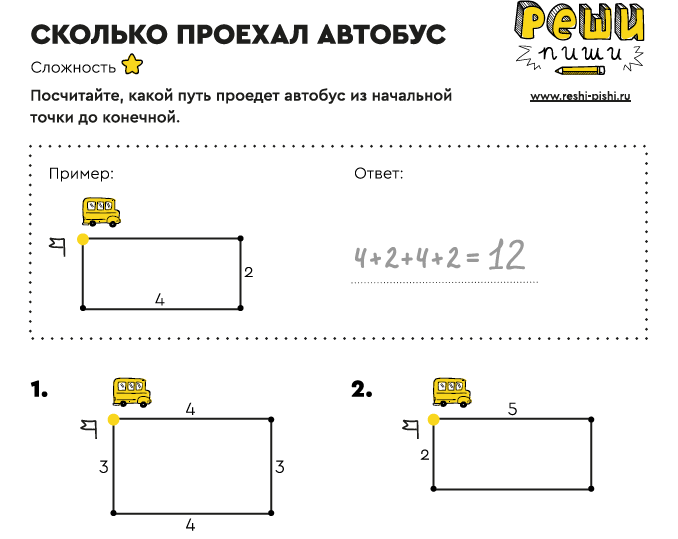 СКОЛЬКО ПРОЕХАЛ АВТОБУС
РЕШИ
пиши
Сложность
www.reshi-pishi.ru
Посчитайте, какой путь проедет автобус из начальной
точки до конечной.
Пример:
2
4
Ответ:
4+2+4+2=12
1.
4
3
3
4
2.
5
2